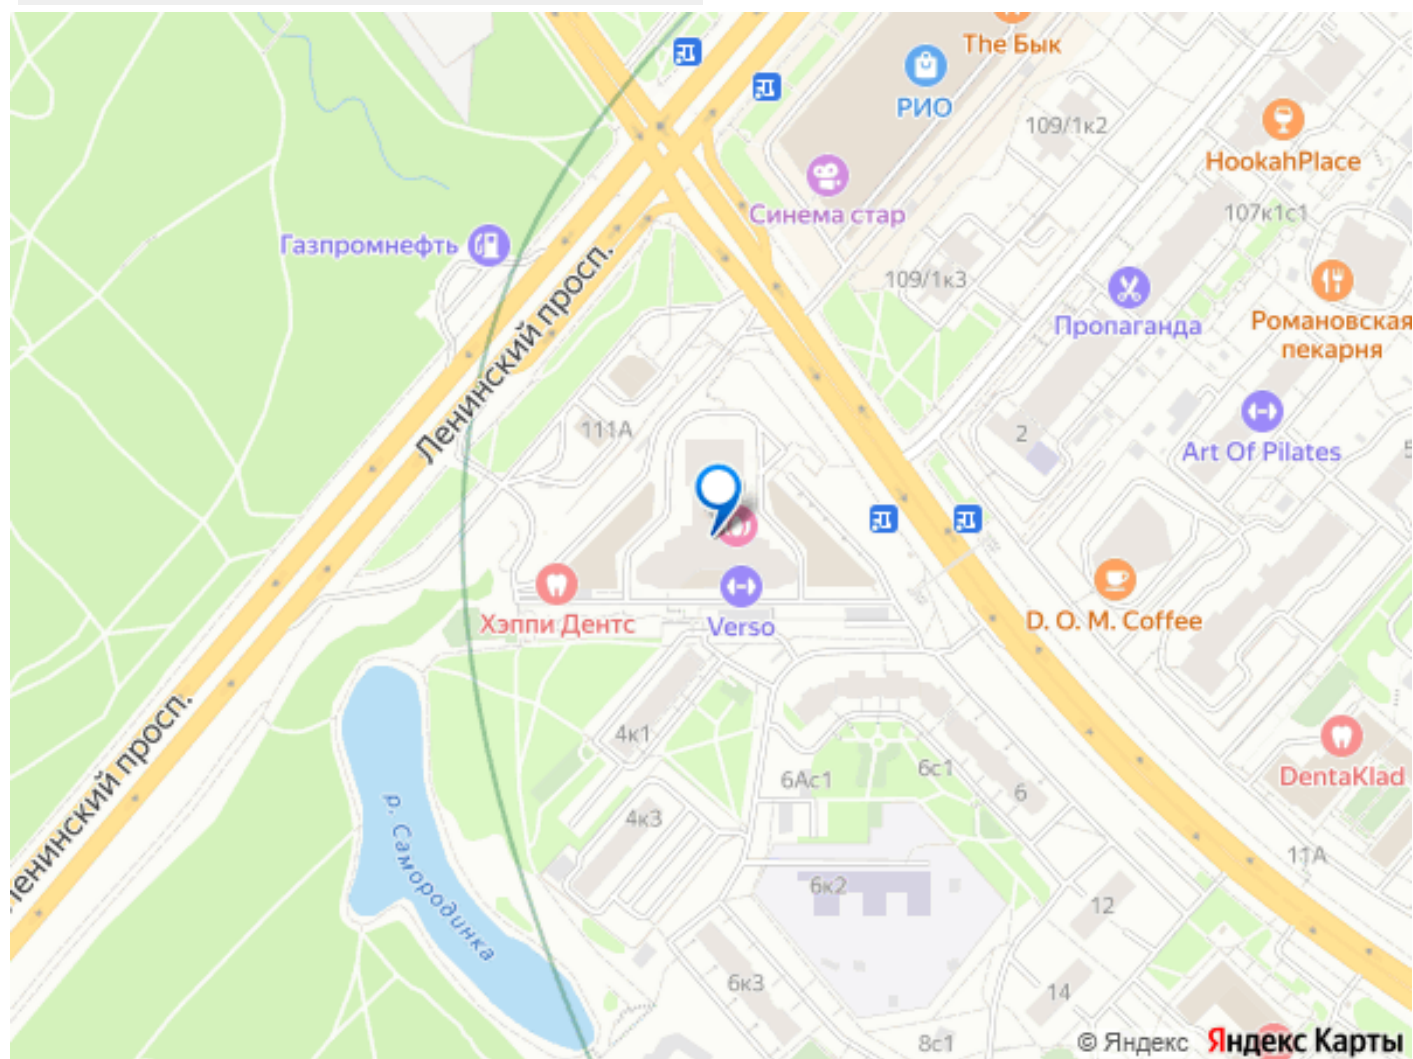 The Бык
РИО
109/1к2
HookahPlace
Синема стар
107к1с1
Газпромнефть
109/1к3
Пропаганда
Романовская
пекарня
Ленинский просп.
111А
2
Art Of Pilates
5
Хэппи Дентс
Verso
D. O. M. Coffee
Ленинский просп.
4к1
6Ас1
6с1
6
DentaKlad
4к3
р. Самородинка
11А
6к2
12
6к3
14
8с1
© Яндекс Яндекс Карты